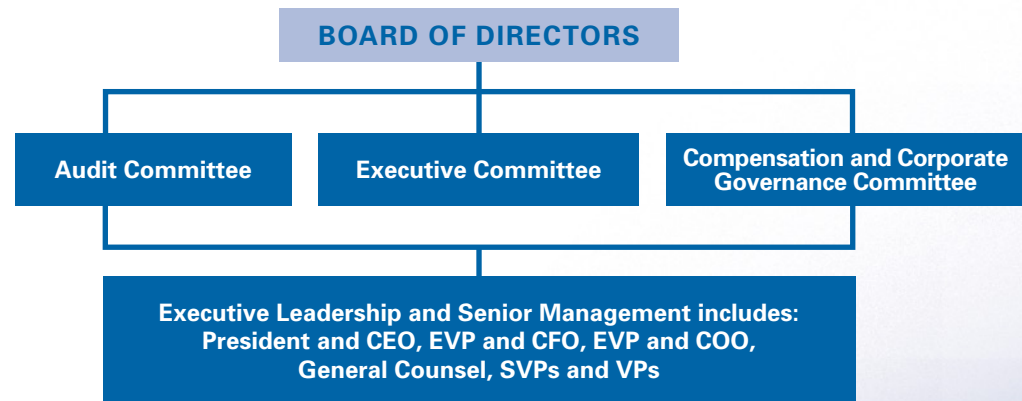 BOARD OF DIRECTORS
Audit Committee
Executive Committee
Compensation and Corporate
Governance Committee
Executive Leadership and Senior Management includes:
President and CEO, EVP and CFO, EVP and COO,
General Counsel, SVPs and VPs